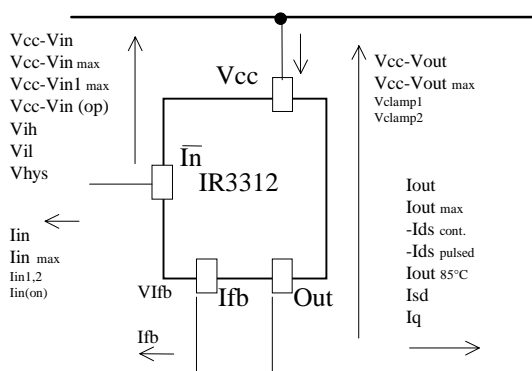 Vcc-Vin
Vcc-Vin max
Vcc-Vin1 max
Vcc-Vin (op)
Vih
Vil
Vhys
Vcc
Vcc-Vout
Vcc-Vout max
Vclamp1
Vclamp2
In
IR3312
Iin
Iin max
Iin1,2
Iin(on)
Iout
Iout max
-Ids cont.
-Ids pulsed
Iout 85°C
Isd
Iq
VIfb
Ifb
Out
Ifb